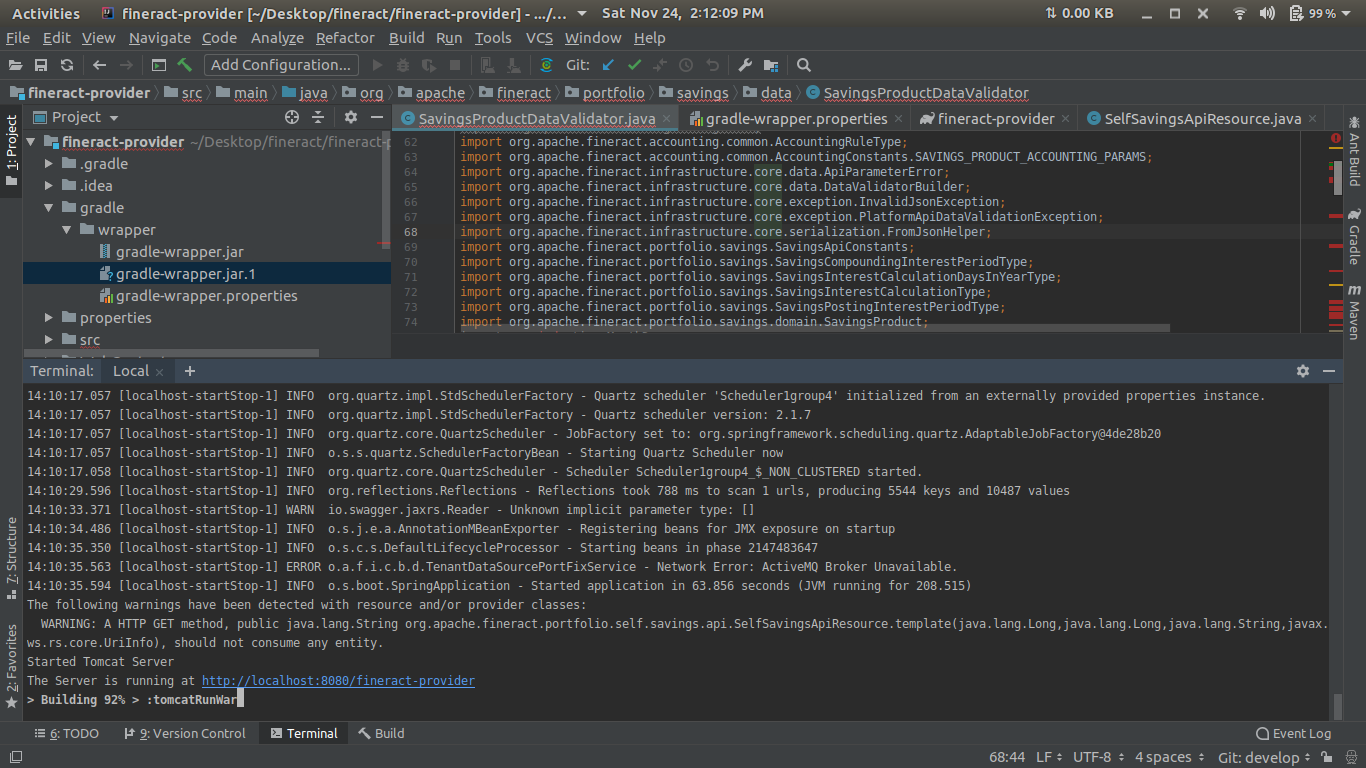 Activities
fineract-provider [~/Desktop/fineract/fineract-provider] - .../...
Sat Nov 24, 2:12:09 PM
0.00 KB
99 %
File Edit View Navigate Code Analyze Refactor Build Run Tools VCS Window Help
Add Configuration...
Git:
fineract-provider src main java org apache fineract portfolio savings data SavingsProductDataValidator
1: Project
Project
SavingsProductDataValidator.java
gradle-wrapper.properties
fineract-provider
SelfSavingsApiResource.java
fineract-provider ~/Desktop/fineract/fineract-p
.gradle
.idea
gradle
wrapper
gradle-wrapper.jar
gradle-wrapper.jar.1
gradle-wrapper.properties
properties
src
62 import org.apache.fineract.accounting.common.AccountingRuleType;
63 import org.apache.fineract.accounting.common.AccountingConstants.SAVINGS_PRODUCT_ACCOUNTING_PARAMS;
64 import org.apache.fineract.infrastructure.core.data.ApiParameterError;
65 import org.apache.fineract.infrastructure.core.data.DataValidatorBuilder;
66 import org.apache.fineract.infrastructure.core.exception.InvalidJsonException;
67 import org.apache.fineract.infrastructure.core.exception.PlatformApiDataValidationException;
68 import org.apache.fineract.infrastructure.core.serialization.FromJsonHelper;
69 import org.apache.fineract.portfolio.savings.SavingsApiConstants;
70 import org.apache.fineract.portfolio.savings.SavingsCompoundingInterestPeriodType;
71 import org.apache.fineract.portfolio.savings.SavingsInterestCalculationDaysInYearType;
72 import org.apache.fineract.portfolio.savings.SavingsInterestCalculationType;
73 import org.apache.fineract.portfolio.savings.SavingsPostingInterestPeriodType;
74 import org.apache.fineract.portfolio.savings.domain.SavingsProduct;
Ant Build
Gradle
Maven
Terminal: Local
14:10:17.057 [localhost-startStop-1] INFO  org.quartz.impl.StdSchedulerFactory - Quartz scheduler 'Scheduler1group4' initialized from an externally provided properties instance.
14:10:17.057 [localhost-startStop-1] INFO  org.quartz.impl.StdSchedulerFactory - Quartz scheduler version: 2.1.7
14:10:17.057 [localhost-startStop-1] INFO  org.quartz.core.QuartzScheduler - JobFactory set to: org.springframework.scheduling.quartz.AdaptableJobFactory@4de28b20
14:10:17.057 [localhost-startStop-1] INFO  o.s.s.quartz.SchedulerFactoryBean - Starting Quartz Scheduler now
14:10:17.058 [localhost-startStop-1] INFO  org.quartz.core.QuartzScheduler - Scheduler Scheduler1group4_$_NON_CLUSTERED started.
14:10:29.596 [localhost-startStop-1] INFO  org.reflections.Reflections - Reflections took 788 ms to scan 1 urls, producing 5544 keys and 10487 values
14:10:33.371 [localhost-startStop-1] WARN  io.swagger.jaxrs.Reader - Unknown implicit parameter type: []
14:10:34.486 [localhost-startStop-1] INFO  o.s.j.e.a.AnnotationMBeanExporter - Registering beans for JMX exposure on startup
14:10:35.350 [localhost-startStop-1] INFO  o.s.c.s.DefaultLifecycleProcessor - Starting beans in phase 2147483647
14:10:35.563 [localhost-startStop-1] ERROR o.a.f.i.c.b.d.TenantDataSourcePortFixService - Network Error: ActiveMQ Broker Unavailable.
14:10:35.594 [localhost-startStop-1] INFO  o.s.boot.SpringApplication - Started application in 63.856 seconds (JVM running for 208.515)
The following warnings have been detected with resource and/or provider classes:
WARNING: A HTTP GET method, public java.lang.String org.apache.fineract.portfolio.self.savings.api.SelfSavingsApiResource.template(java.lang.Long,java.lang.Long,java.lang.String,javax.
ws.rs.core.UriInfo), should not consume any entity.
Started Tomcat Server
The Server is running at http://localhost:8080/fineract-provider
> Building 92% > :tomcatRunWar
7: Structure
2: Favorites
6: TODO
9: Version Control
Terminal
Build
Event Log
68:44 LF UTF-8 4 spaces Git: develop